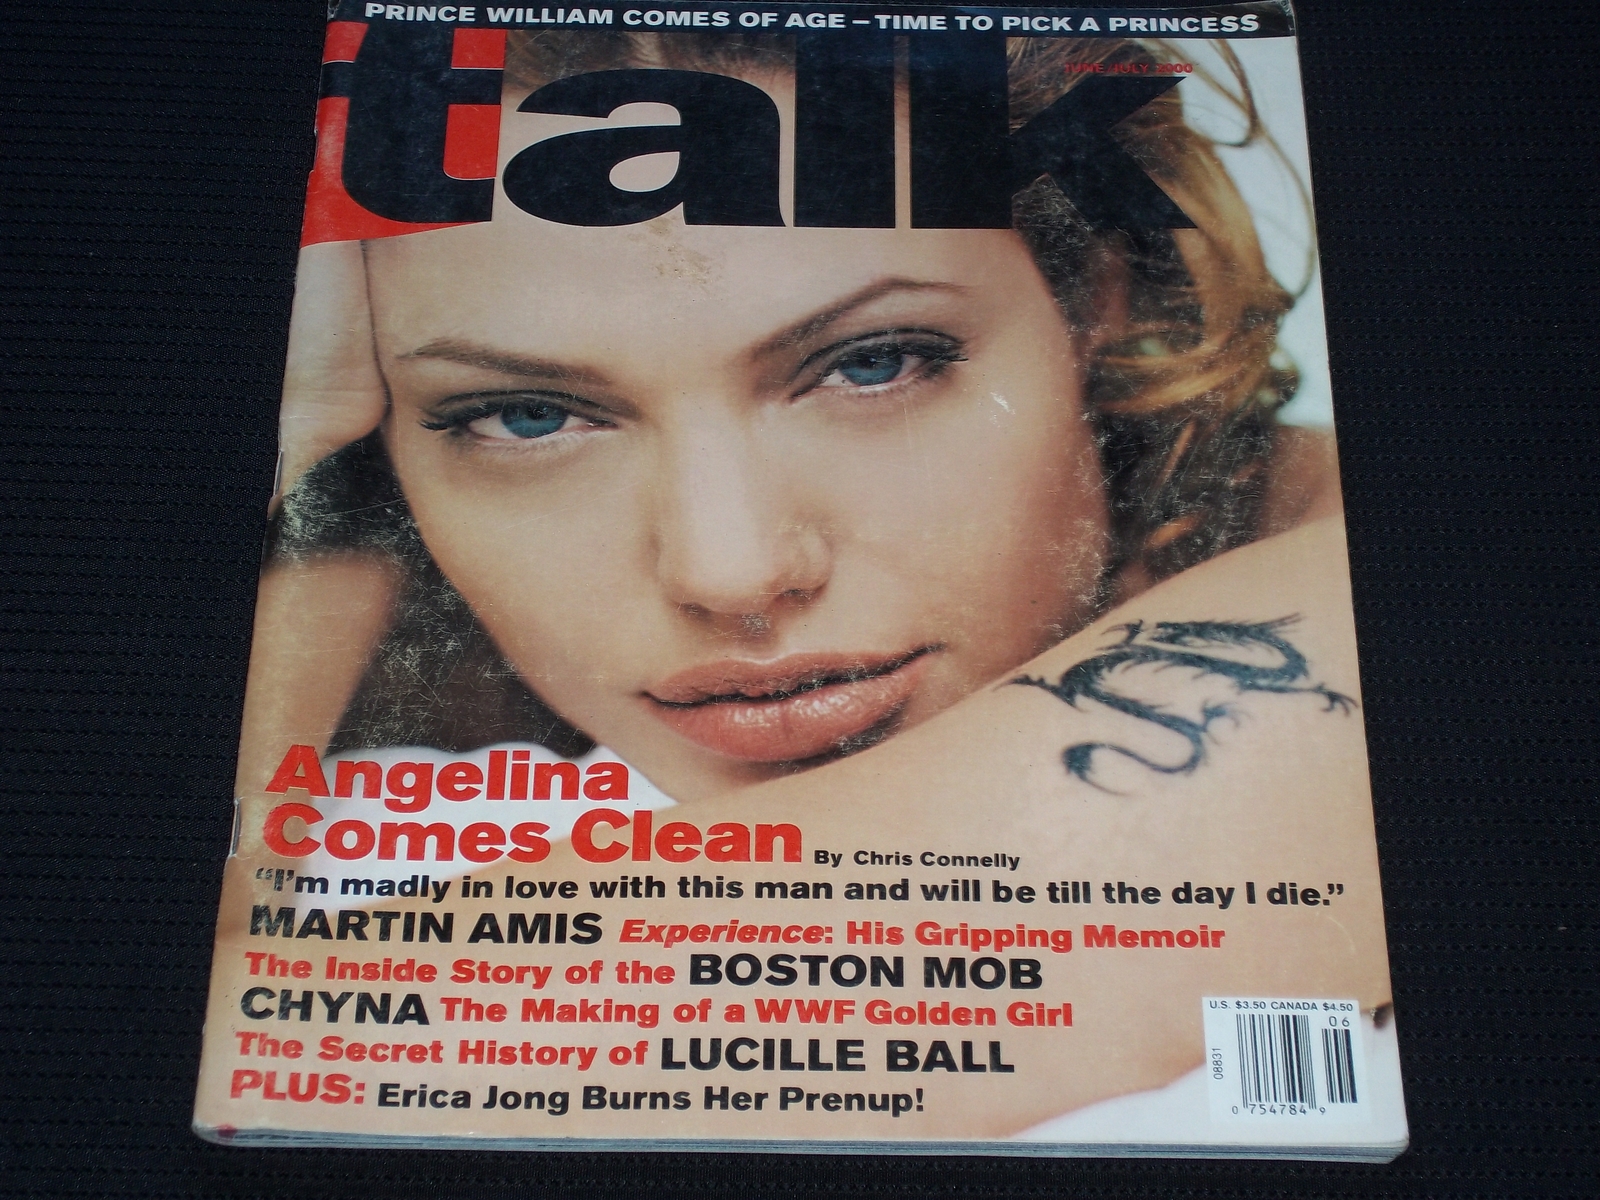 PRINCE WILLIAM COMES OF AGE – TIME TO PICK A PRINCESS
talk
JUNE/JULY 2000
Angelina
Comes Clean By Chris Connelly
“I’m madly in love with this man and will be till the day I die.”
MARTIN AMIS Experience: His Gripping Memoir
The Inside Story of the BOSTON MOB
CHYNA The Making of a WWF Golden Girl
The Secret History of LUCILLE BALL
PLUS: Erica Jong Burns Her Prenup!
U.S. $3.50 CANADA $4.50
06
08831
0 754784 9